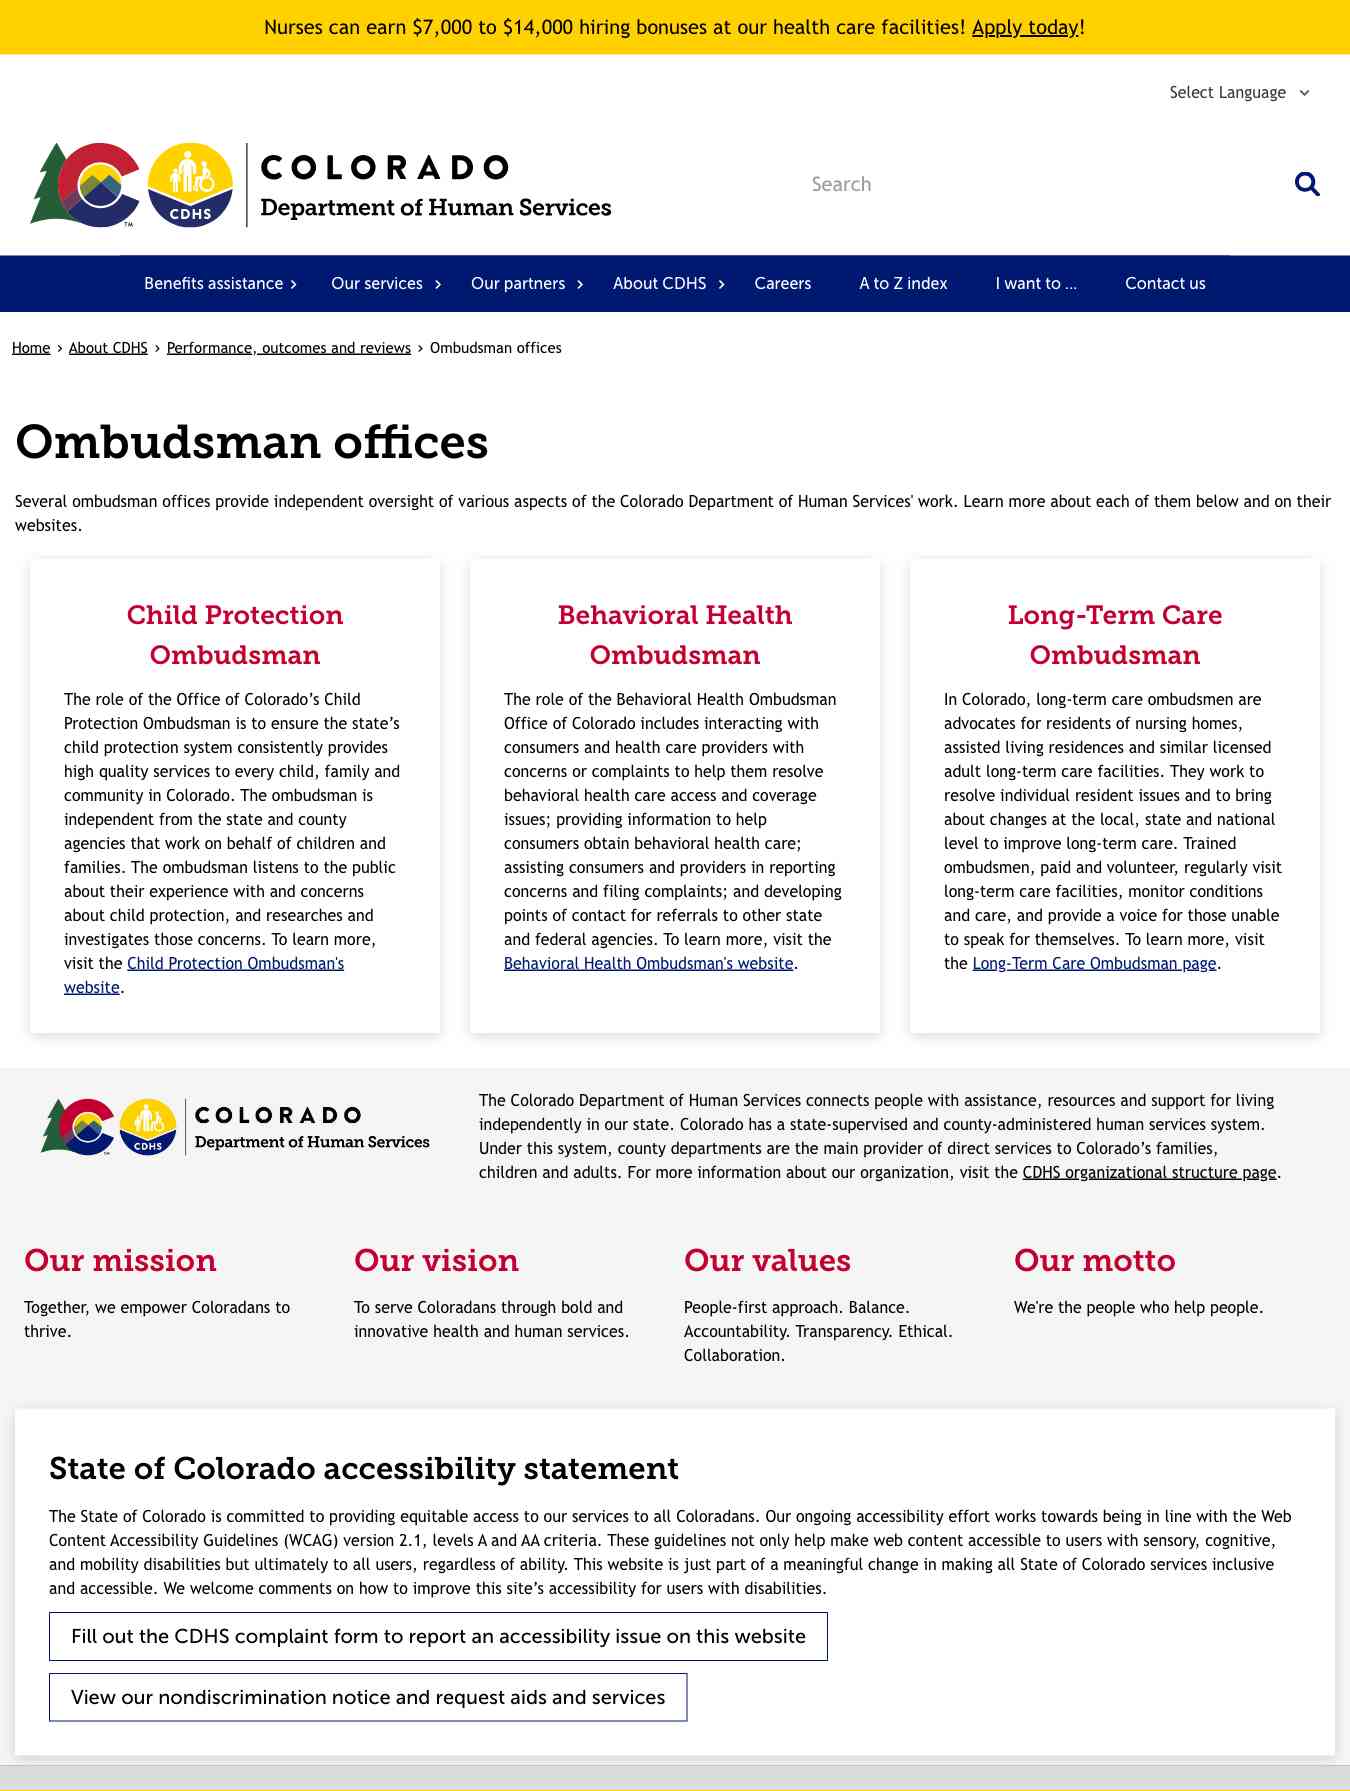 Nurses can earn $7,000 to $14,000 hiring bonuses at our health care facilities! Apply today!
Select Language
CDHS
TM
COLORADO
Department of Human Services
Search
Benefits assistance
Our services
Our partners
About CDHS
Careers
A to Z index
I want to ...
Contact us
Home › About CDHS › Performance, outcomes and reviews › Ombudsman offices
Ombudsman offices
Several ombudsman offices provide independent oversight of various aspects of the Colorado Department of Human Services' work. Learn more about each of them below and on their
websites.
Child Protection
Ombudsman
The role of the Office of Colorado’s Child
Protection Ombudsman is to ensure the state’s
child protection system consistently provides
high quality services to every child, family and
community in Colorado. The ombudsman is
independent from the state and county
agencies that work on behalf of children and
families. The ombudsman listens to the public
about their experience with and concerns
about child protection, and researches and
investigates those concerns. To learn more,
visit the Child Protection Ombudsman's
website.
Behavioral Health
Ombudsman
The role of the Behavioral Health Ombudsman
Office of Colorado includes interacting with
consumers and health care providers with
concerns or complaints to help them resolve
behavioral health care access and coverage
issues; providing information to help
consumers obtain behavioral health care;
assisting consumers and providers in reporting
concerns and filing complaints; and developing
points of contact for referrals to other state
and federal agencies. To learn more, visit the
Behavioral Health Ombudsman's website.
Long-Term Care
Ombudsman
In Colorado, long-term care ombudsmen are
advocates for residents of nursing homes,
assisted living residences and similar licensed
adult long-term care facilities. They work to
resolve individual resident issues and to bring
about changes at the local, state and national
level to improve long-term care. Trained
ombudsmen, paid and volunteer, regularly visit
long-term care facilities, monitor conditions
and care, and provide a voice for those unable
to speak for themselves. To learn more, visit
the Long-Term Care Ombudsman page.
CDHS
TM
COLORADO
Department of Human Services
The Colorado Department of Human Services connects people with assistance, resources and support for living
independently in our state. Colorado has a state-supervised and county-administered human services system.
Under this system, county departments are the main provider of direct services to Colorado’s families,
children and adults. For more information about our organization, visit the CDHS organizational structure page.
Our mission
Together, we empower Coloradans to
thrive.
Our vision
To serve Coloradans through bold and
innovative health and human services.
Our values
People-first approach. Balance.
Accountability. Transparency. Ethical.
Collaboration.
Our motto
We're the people who help people.
State of Colorado accessibility statement
The State of Colorado is committed to providing equitable access to our services to all Coloradans. Our ongoing accessibility effort works towards being in line with the Web
Content Accessibility Guidelines (WCAG) version 2.1, levels A and AA criteria. These guidelines not only help make web content accessible to users with sensory, cognitive,
and mobility disabilities but ultimately to all users, regardless of ability. This website is just part of a meaningful change in making all State of Colorado services inclusive
and accessible. We welcome comments on how to improve this site’s accessibility for users with disabilities.
Fill out the CDHS complaint form to report an accessibility issue on this website
View our nondiscrimination notice and request aids and services